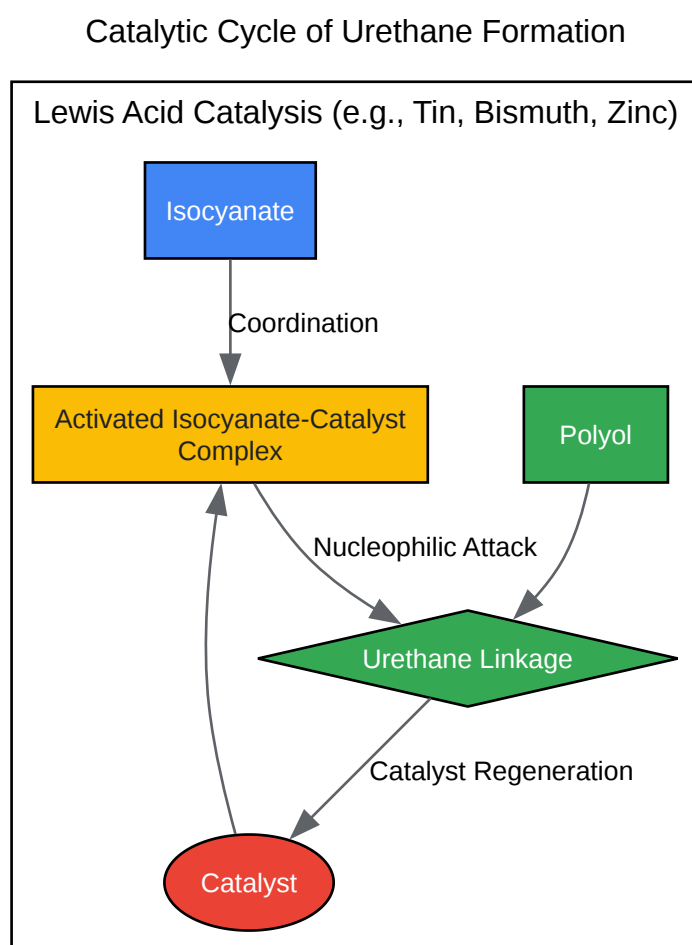 Catalytic Cycle of Urethane Formation
Lewis Acid Catalysis (e.g., Tin, Bismuth, Zinc)
Isocyanate
Coordination
Activated Isocyanate-Catalyst
Complex
Polyol
Nucleophilic Attack
Urethane Linkage
Catalyst Regeneration
Catalyst